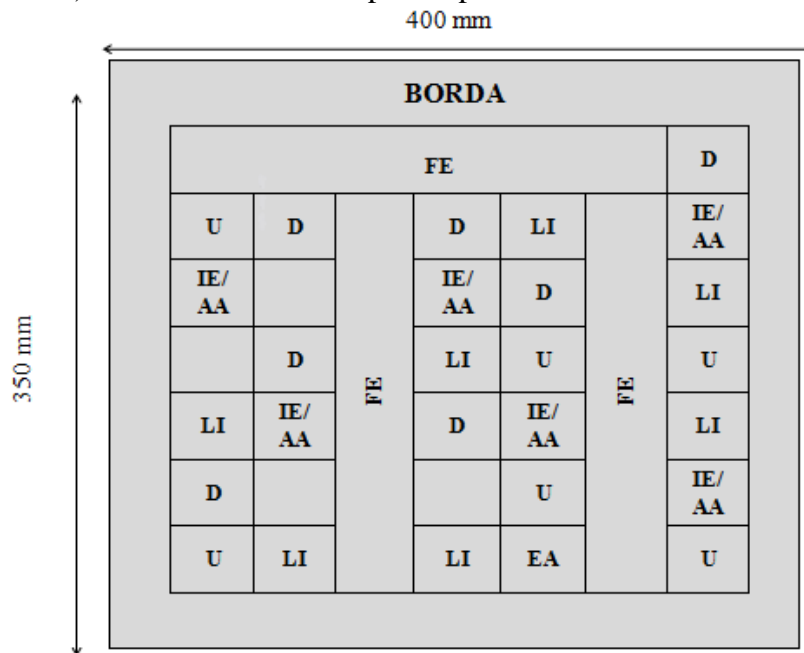 400 mm
BORDA
FE D
U D D LI IE/
AA
IE/
AA
IE/
AA
D LI
D LI U U
350 mm
FE
FE
LI IE/
AA
D IE/
AA
LI
D U IE/
AA
U LI LI EA U